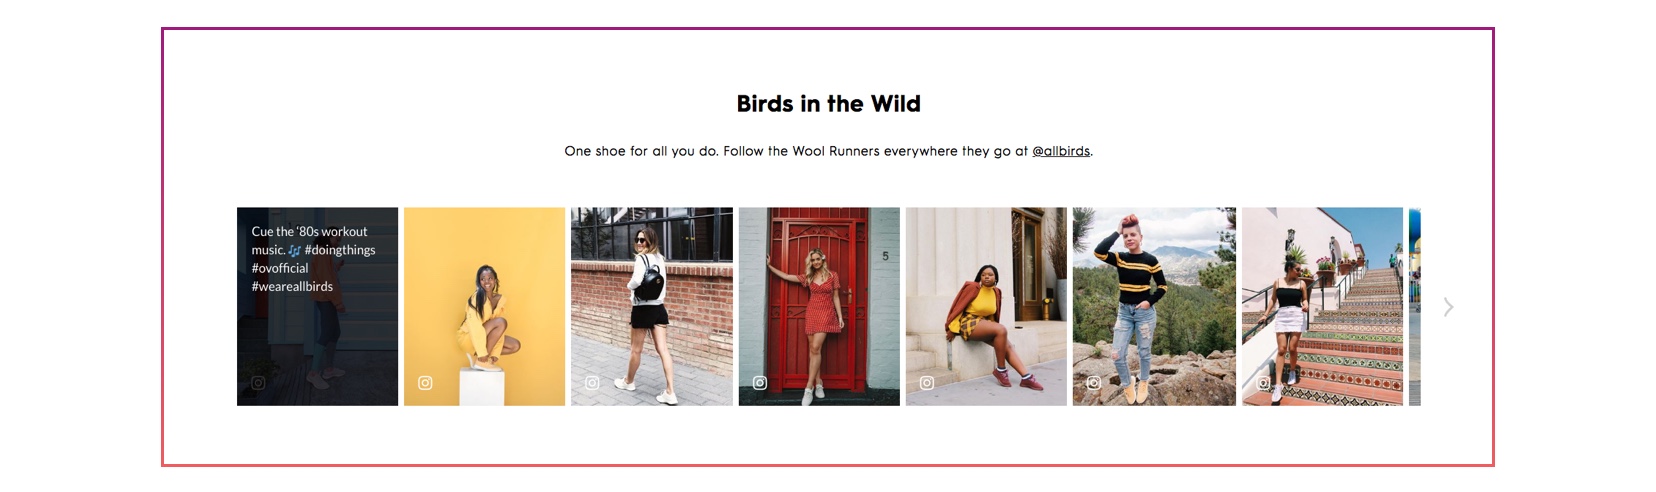 Birds in the Wild
One shoe for all you do. Follow the Wool Runners everywhere they go at @allbirds.
Cue the ‘80s workout
music. 🎶 #doingthings
#ovofficial
#weareallbirds
5